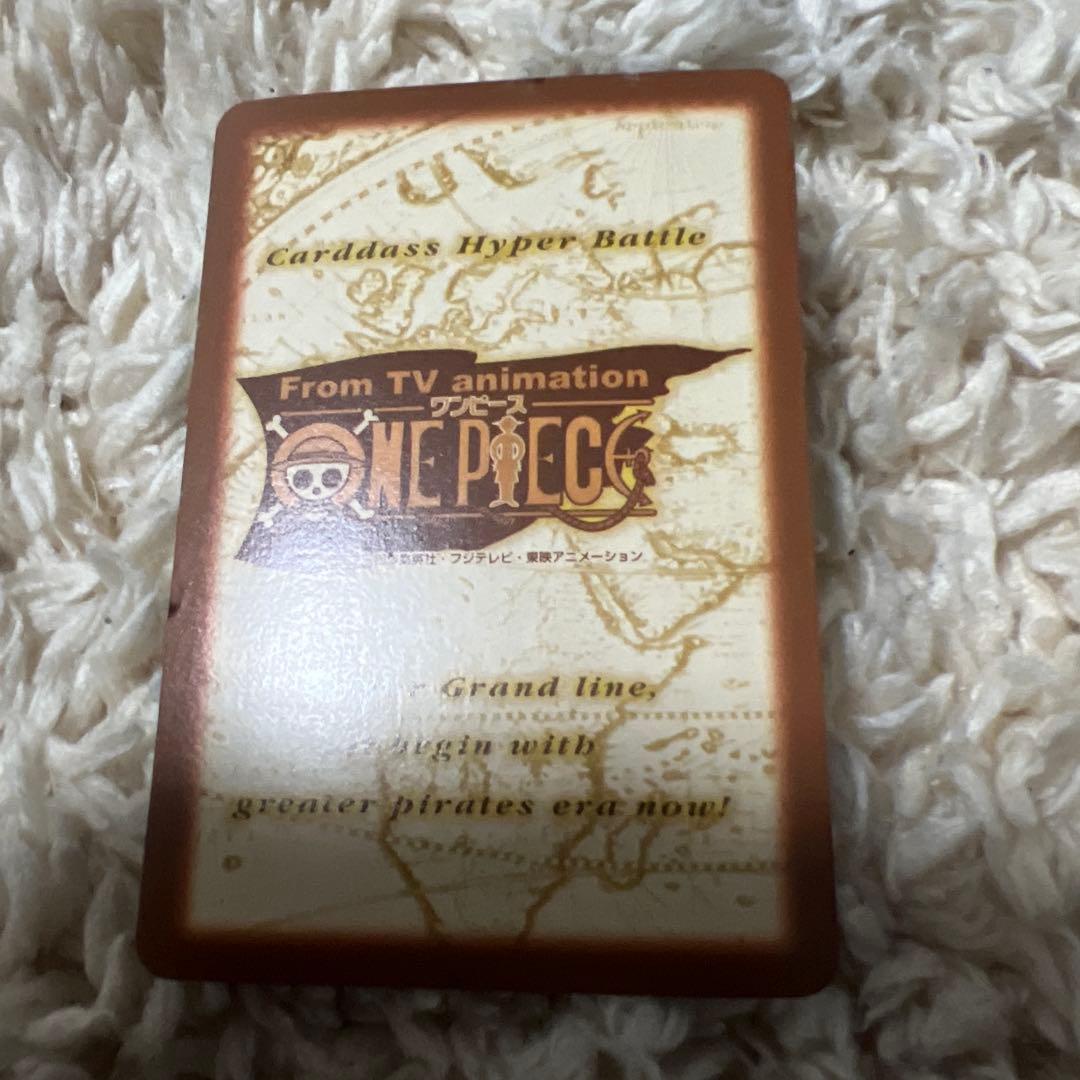 Carddass Hyper Battle
From TV animation
ワンピース
ONE PIECE
集英社・フジテレビ・東映アニメーション
Grand line,
begin with
greater pirates era now!